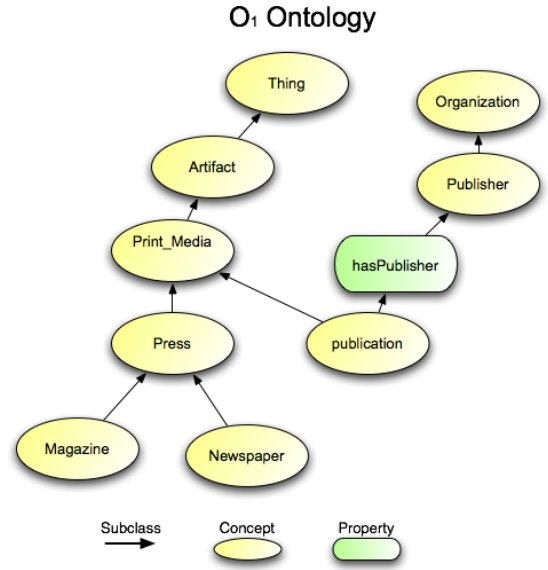 O₁ Ontology
Thing
Organization
Artifact
Publisher
Print_Media
hasPublisher
Press
publication
Magazine
Newspaper
Subclass
Concept
Property